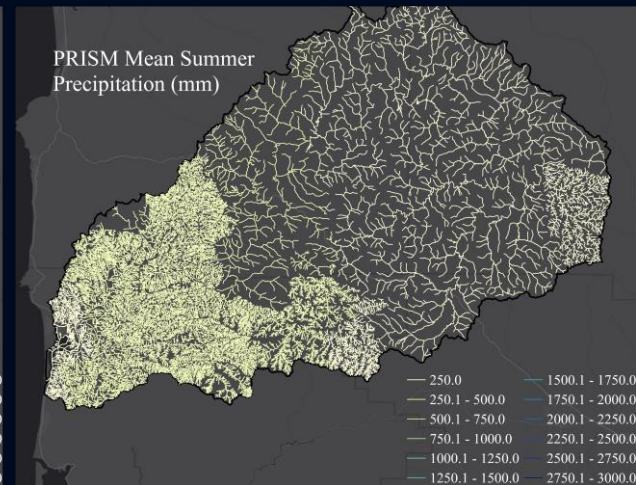 PRISM Mean Summer
Precipitation (mm)
250.0
250.1 - 500.0
500.1 - 750.0
750.1 - 1000.0
1000.1 - 1250.0
1250.1 - 1500.0
1500.1 - 1750.0
1750.1 - 2000.0
2000.1 - 2250.0
2250.1 - 2500.0
2500.1 - 2750.0
2750.1 - 3000.0